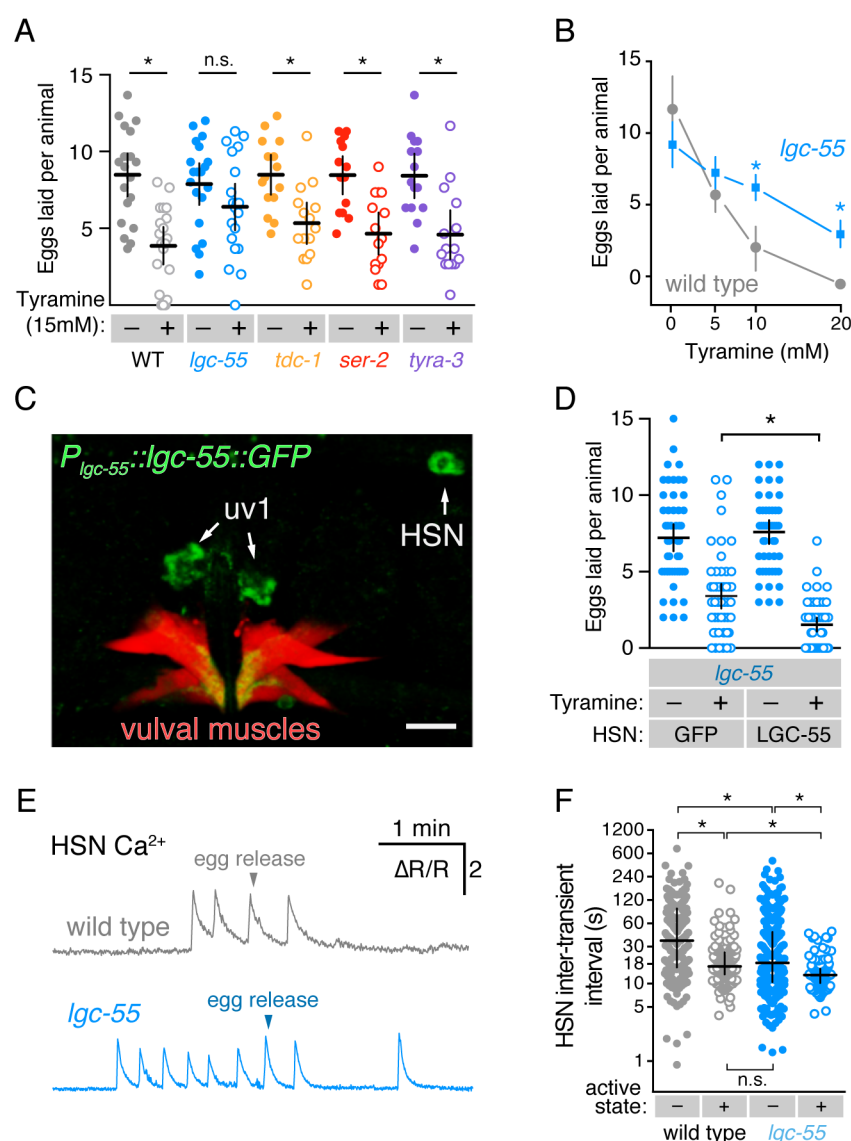 A
Eggs laid per animal
15
10
5
* n.s. * * *
Tyramine
(15mM):
– + – + – + – + – +
WT lgc-55 tdc-1 ser-2 tyra-3
B
Eggs laid per animal
15
10
5
0
lgc-55
*
*
wild type
0 5 10 20
Tyramine (mM)
C
Plgc-55::lgc-55::GFP
uv1
HSN
vulval muscles
D
Eggs laid per animal
15
10
5
0
*
lgc-55
Tyramine: – + – +
HSN: GFP LGC-55
E
HSN Ca2+
1 min
ΔR/R 2
egg release
wild type
egg release
lgc-55
F
HSN inter-transient
interval (s)
* *
* *
1200
600
240
120
60
30
18
10
5
1
n.s.
active
state: – + – +
wild type lgc-55